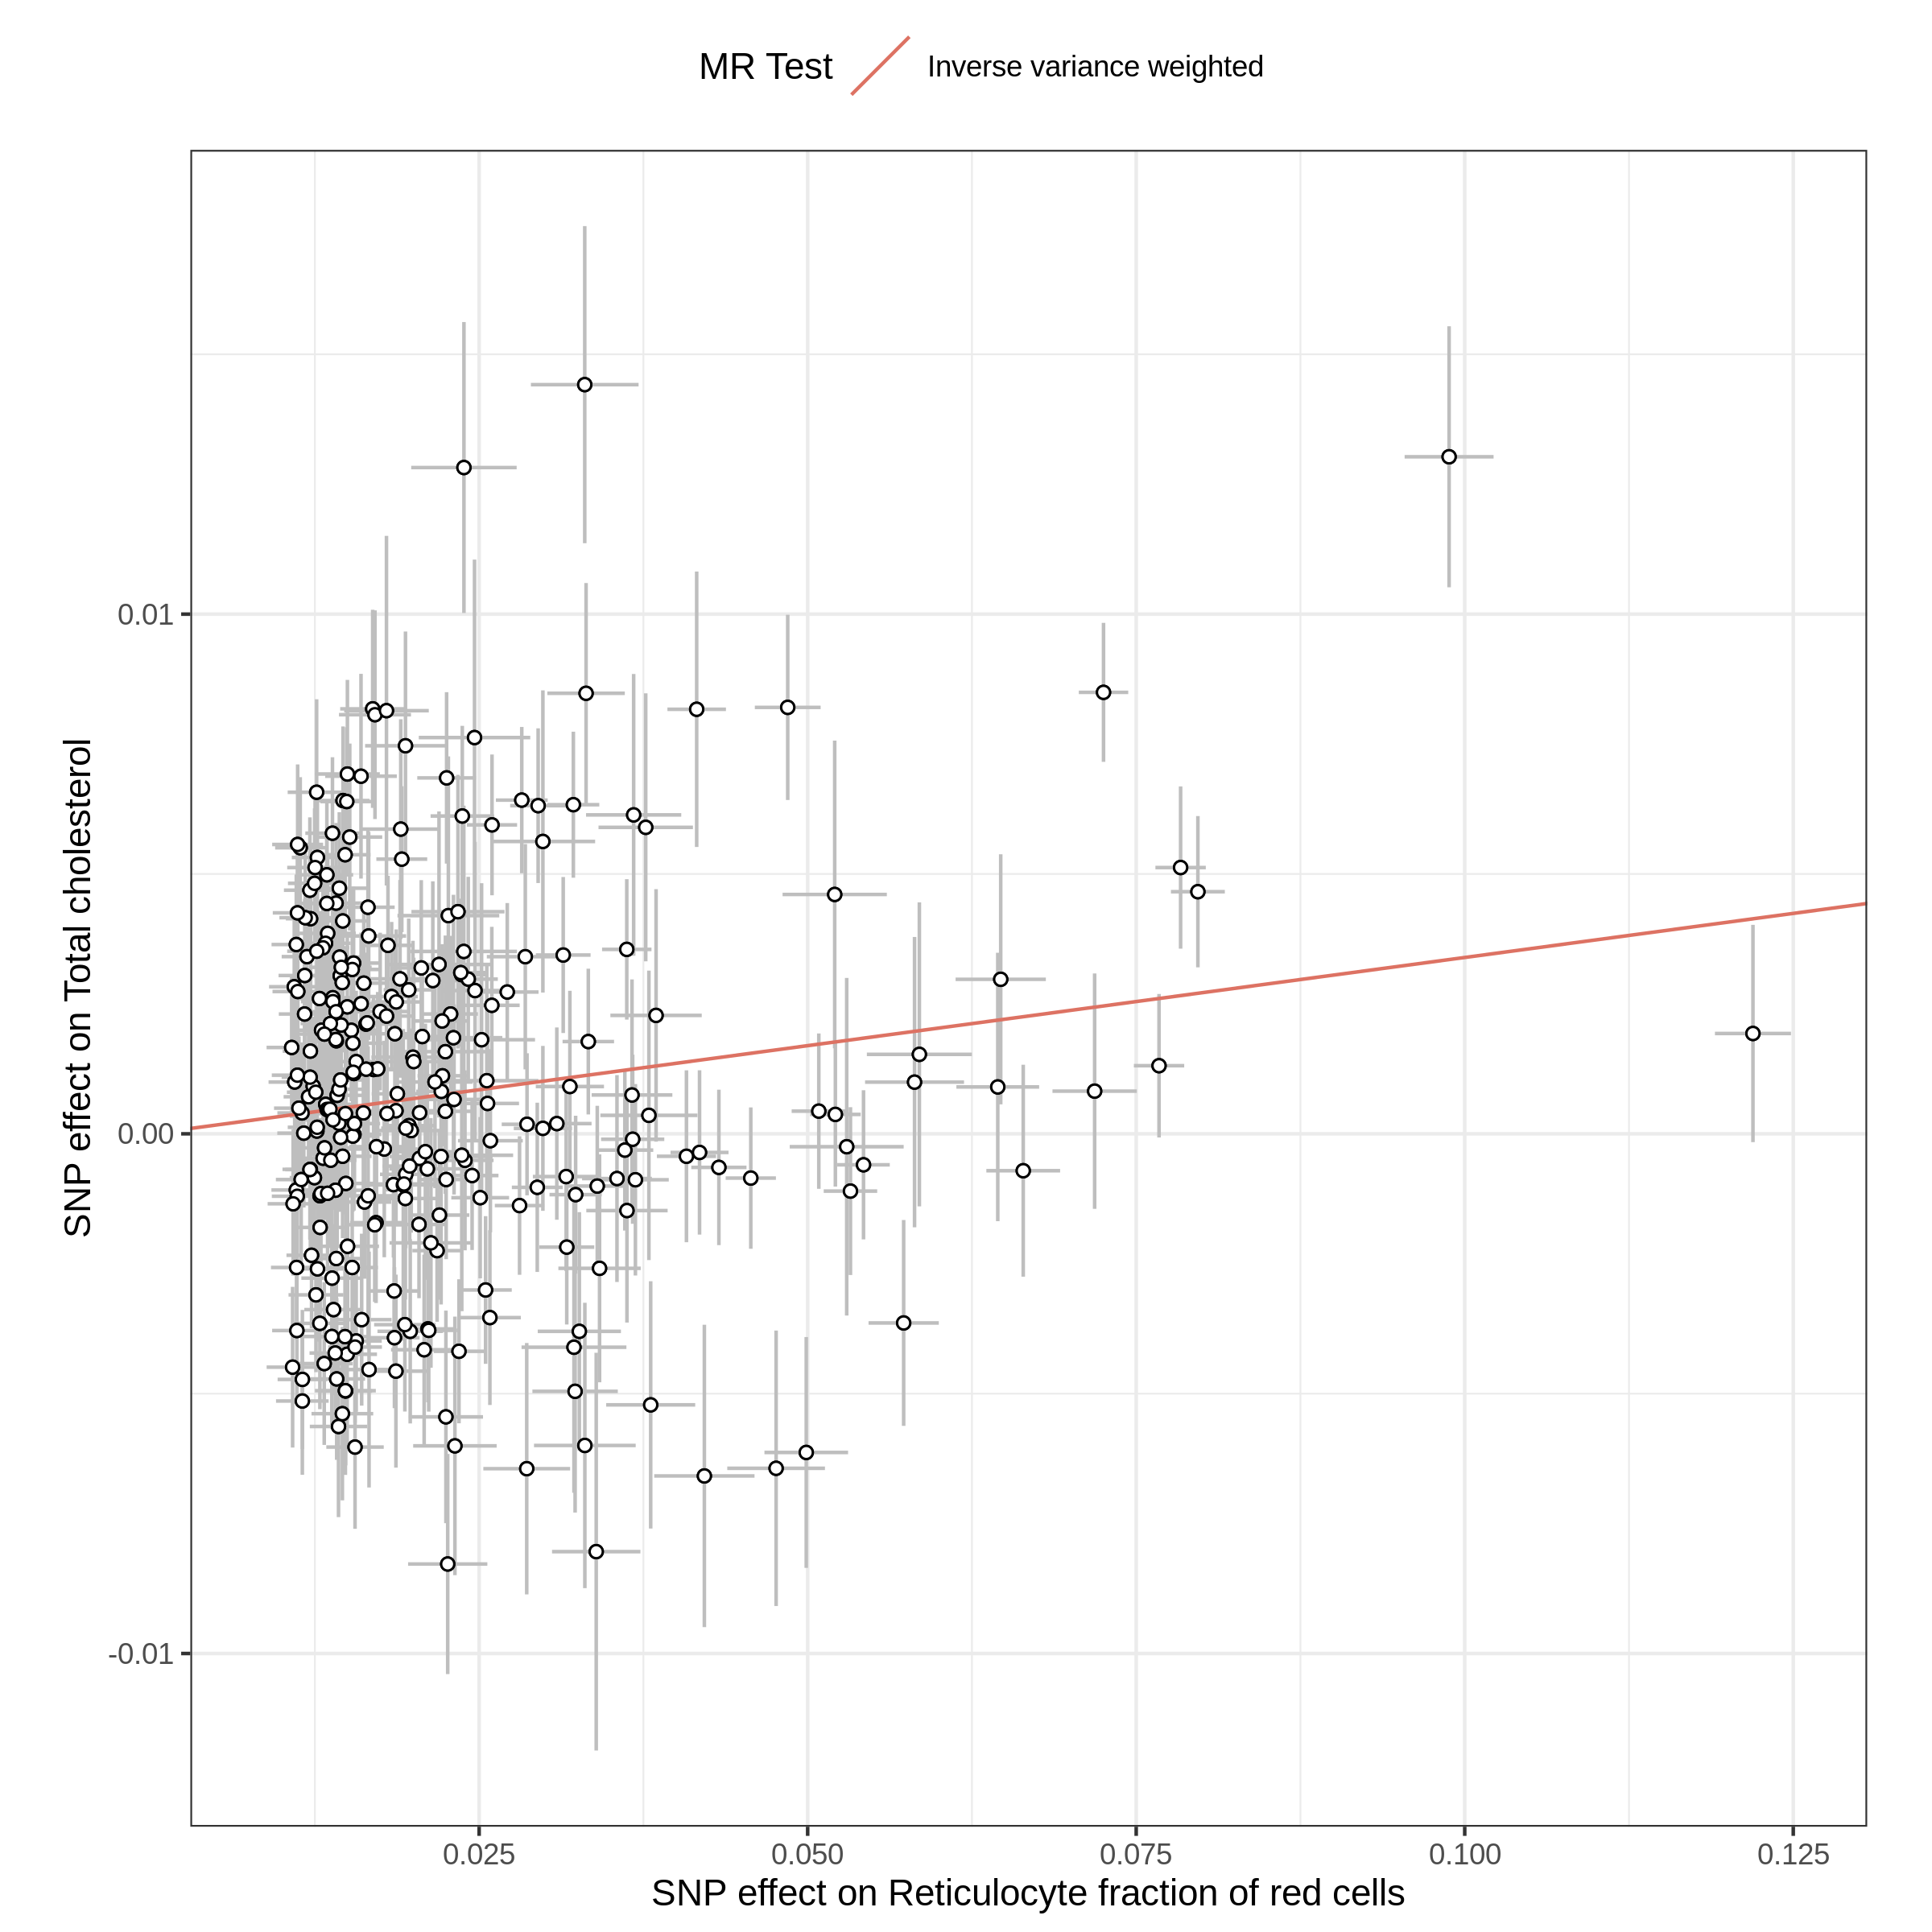 MR Test
Inverse variance weighted
SNP effect on Total cholesterol
0.01
0.00
-0.01
0.025
0.050
0.075
0.100
0.125
SNP effect on Reticulocyte fraction of red cells